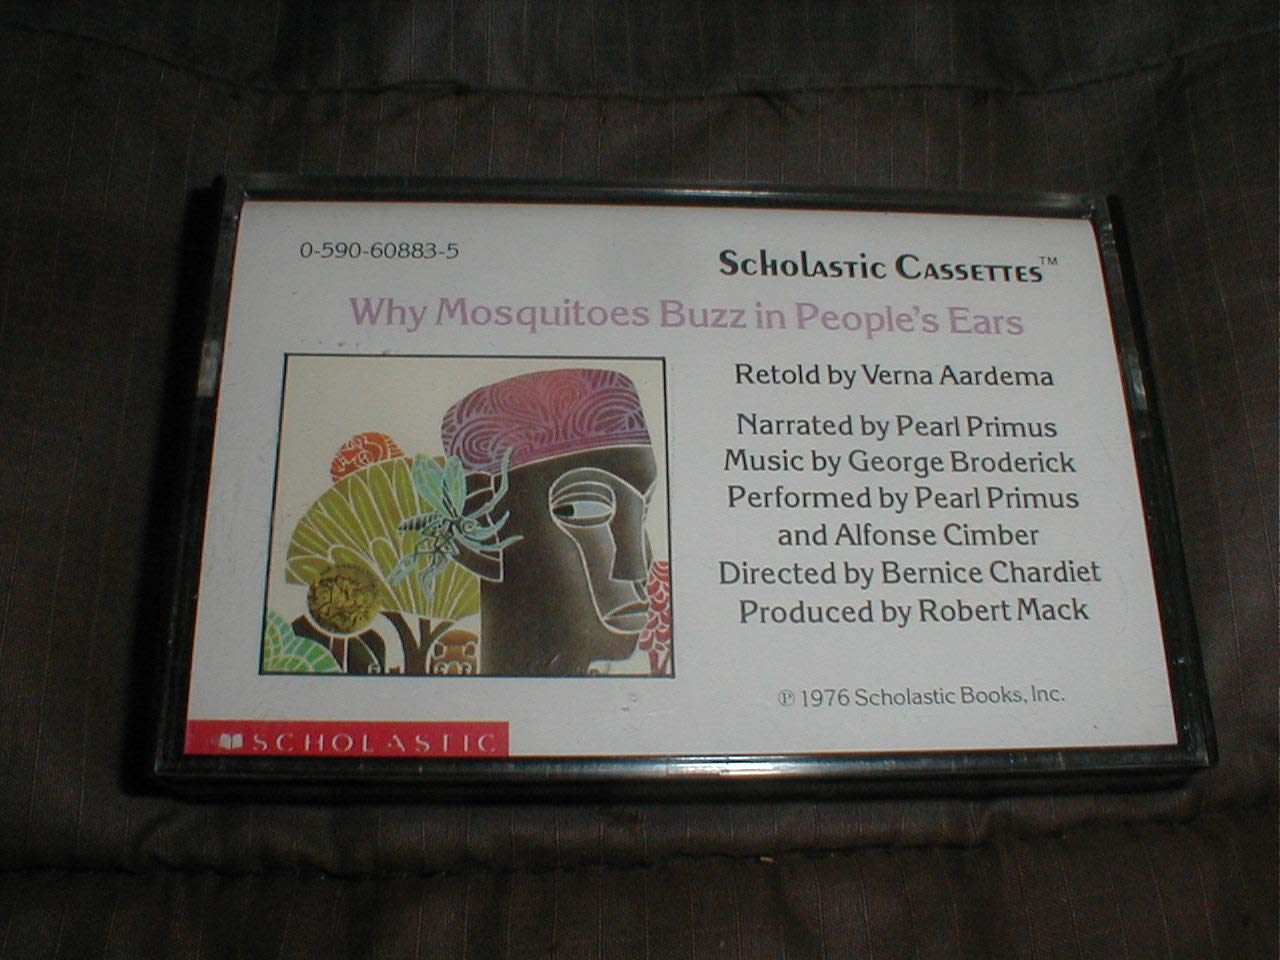 0-590-60883-5
Scholastic Cassettes™
Why Mosquitoes Buzz in People's Ears
Retold by Verna Aardema
Narrated by Pearl Primus
Music by George Broderick
Performed by Pearl Primus
and Alfonse Cimber
Directed by Bernice Chardiet
Produced by Robert Mack
℗ 1976 Scholastic Books, Inc.
SCHOLASTIC